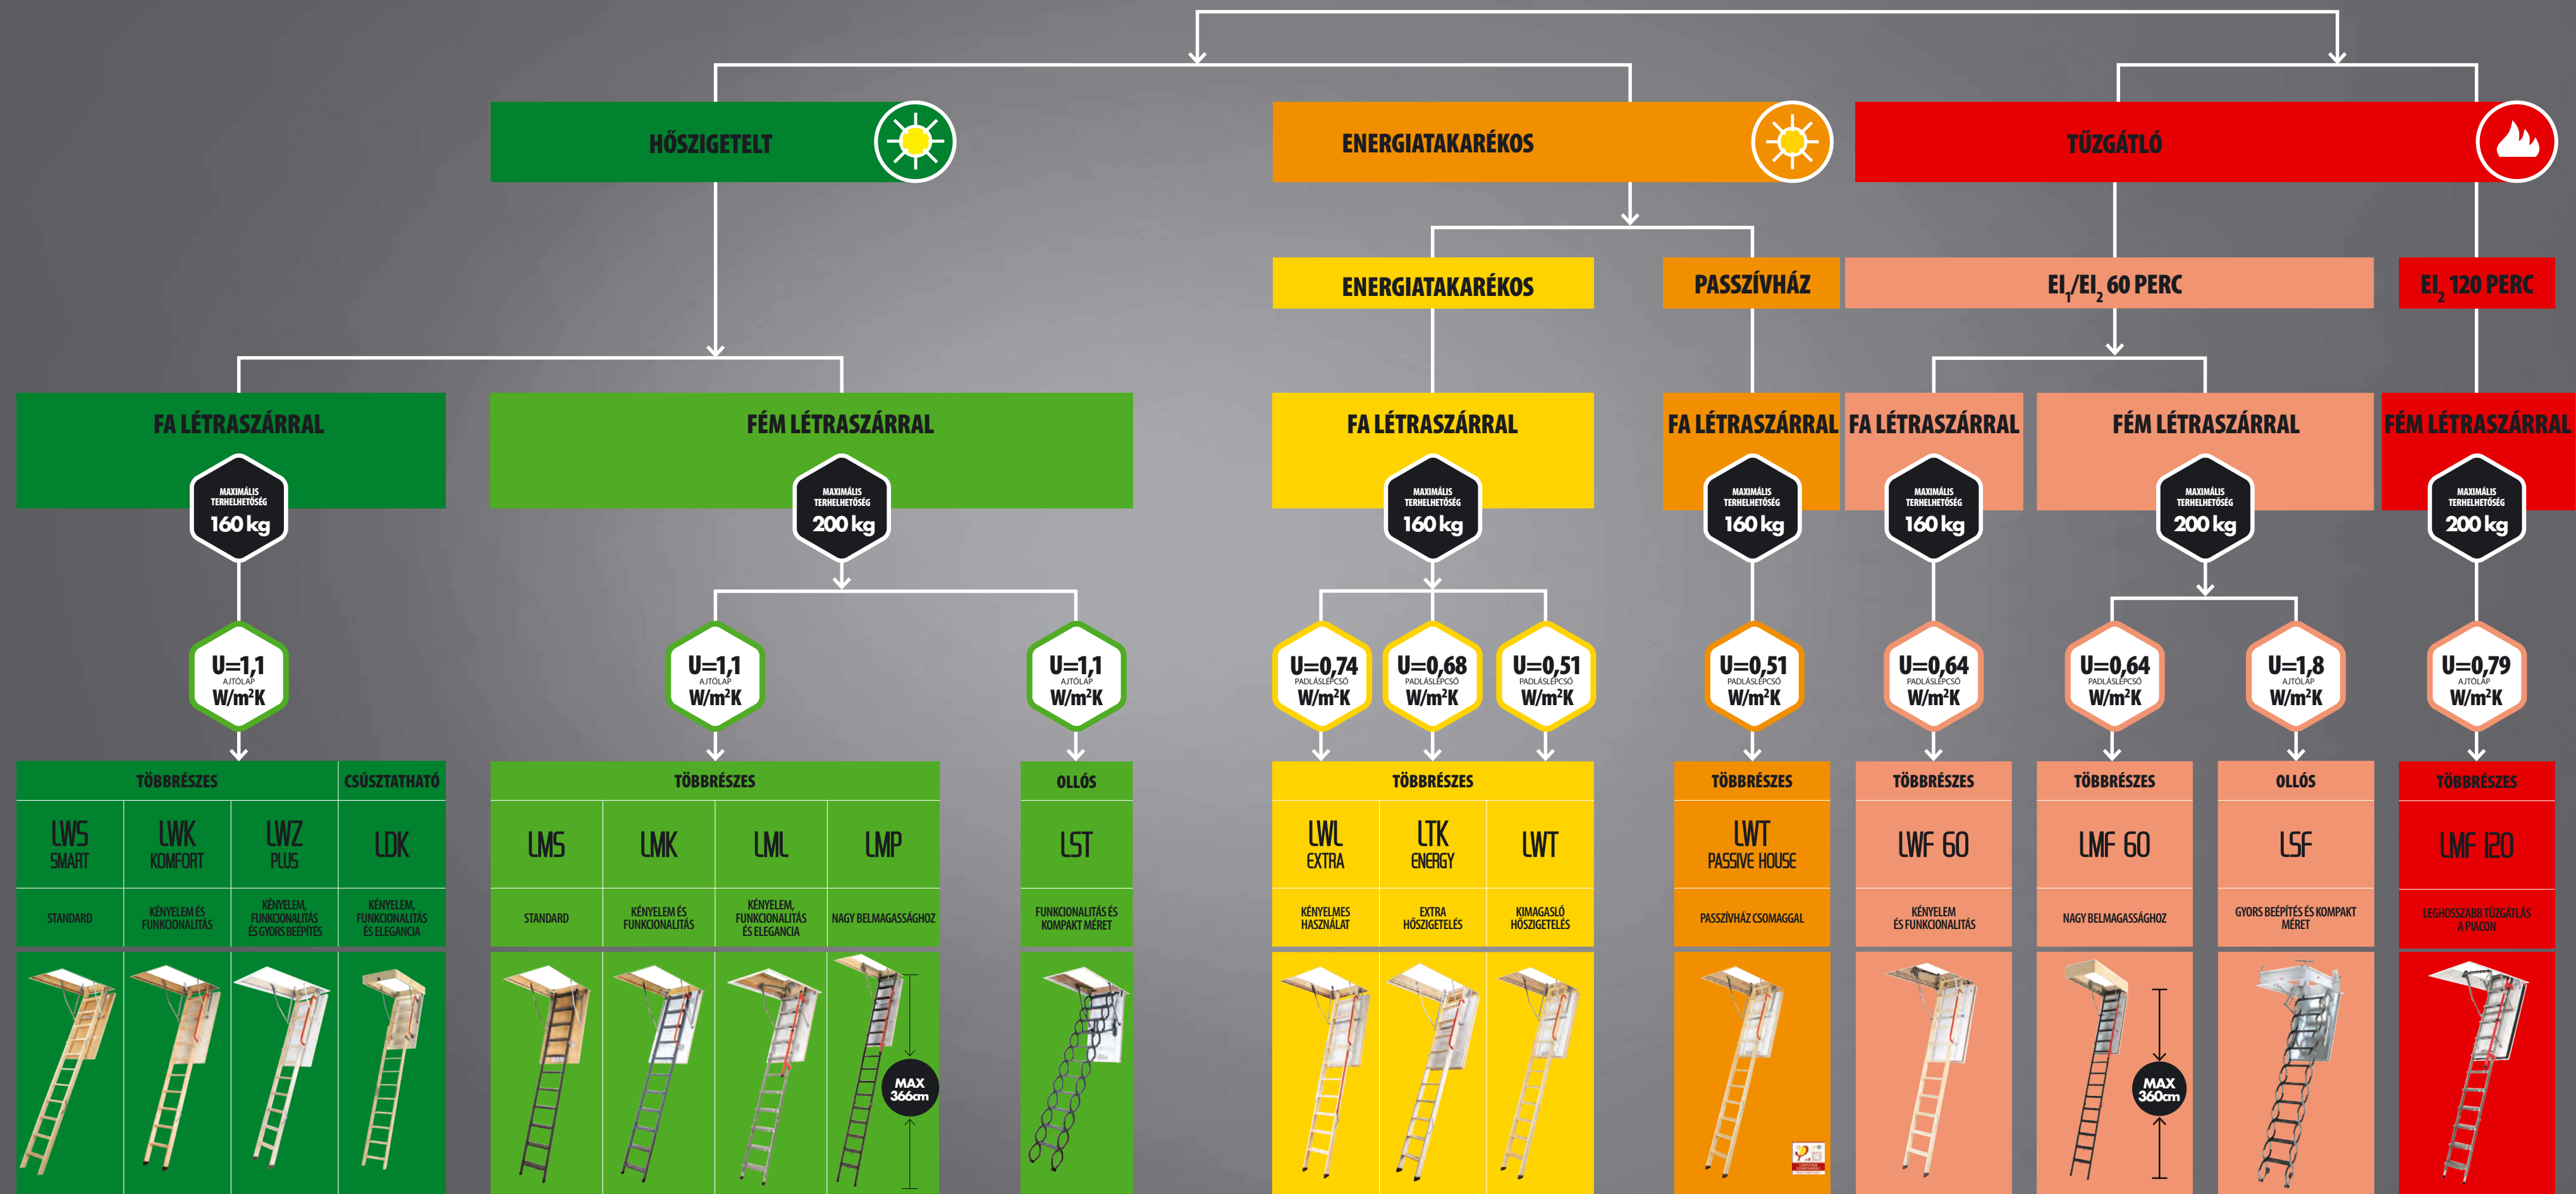 HŐSZIGETELT
ENERGIATAKARÉKOS
TŰZGÁTLÓ
ENERGIATAKARÉKOS
PASSZÍVHÁZ
EI₁/EI₂ 60 PERC
EI₂ 120 PERC
FA LÉTRASZÁRRAL
FÉM LÉTRASZÁRRAL
FA LÉTRASZÁRRAL
FA LÉTRASZÁRRAL
FA LÉTRASZÁRRAL
FÉM LÉTRASZÁRRAL
FÉM LÉTRASZÁRRAL
MAXIMÁLIS
TERHELHETŐSÉG
160 kg
MAXIMÁLIS
TERHELHETŐSÉG
200 kg
MAXIMÁLIS
TERHELHETŐSÉG
160 kg
MAXIMÁLIS
TERHELHETŐSÉG
160 kg
MAXIMÁLIS
TERHELHETŐSÉG
160 kg
MAXIMÁLIS
TERHELHETŐSÉG
200 kg
MAXIMÁLIS
TERHELHETŐSÉG
200 kg
U=1,1
AJTÓLAP
W/m²K
U=1,1
AJTÓLAP
W/m²K
U=1,1
AJTÓLAP
W/m²K
U=0,74
PADLÁSLÉPCSŐ
W/m²K
U=0,68
PADLÁSLÉPCSŐ
W/m²K
U=0,51
PADLÁSLÉPCSŐ
W/m²K
U=0,51
PADLÁSLÉPCSŐ
W/m²K
U=0,64
PADLÁSLÉPCSŐ
W/m²K
U=0,64
PADLÁSLÉPCSŐ
W/m²K
U=1,8
AJTÓLAP
W/m²K
U=0,79
AJTÓLAP
W/m²K
TÖBBRÉSZES
CSÚSZTATHATÓ
TÖBBRÉSZES
OLLÓS
TÖBBRÉSZES
TÖBBRÉSZES
TÖBBRÉSZES
TÖBBRÉSZES
OLLÓS
TÖBBRÉSZES
LWS
SMART
LWK
KOMFORT
LWZ
PLUS
LDK
LMS
LMK
LML
LMP
LST
LWL
EXTRA
LTK
ENERGY
LWT
LWT
PASSIVE HOUSE
LWF 60
LMF 60
LSF
LMF 120
STANDARD
KÉNYELEM ÉS
FUNKCIONALITÁS
KÉNYELEM,
FUNKCIONALITÁS
ÉS GYORS BEÉPÍTÉS
KÉNYELEM,
FUNKCIONALITÁS
ÉS ELEGANCIA
STANDARD
KÉNYELEM ÉS
FUNKCIONALITÁS
KÉNYELEM,
FUNKCIONALITÁS
ÉS ELEGANCIA
NAGY BELMAGASSÁGHOZ
FUNKCIONALITÁS ÉS
KOMPAKT MÉRET
KÉNYELMES
HASZNÁLAT
EXTRA
HŐSZIGETELÉS
KIMAGASLÓ
HŐSZIGETELÉS
PASSZÍVHÁZ CSOMAGGAL
KÉNYELEM
ÉS FUNKCIONALITÁS
NAGY BELMAGASSÁGHOZ
GYORS BEÉPÍTÉS ÉS KOMPAKT
MÉRET
LEGHOSSZABB TŰZGÁTLÁS
A PIACON
MAX
366cm
MAX
360cm